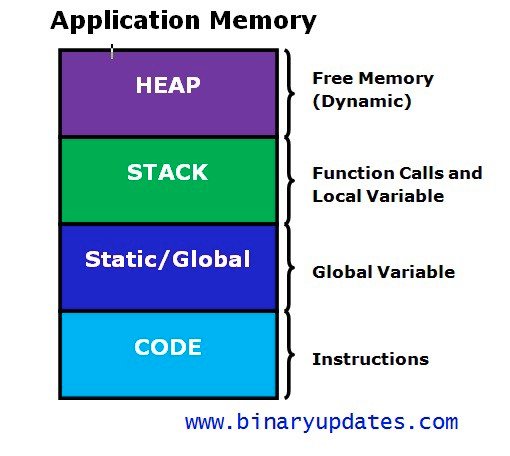 Application Memory
HEAP
Free Memory
(Dynamic)
STACK
Function Calls and
Local Variable
Static/Global
Global Variable
CODE
Instructions
www.binaryupdates.com